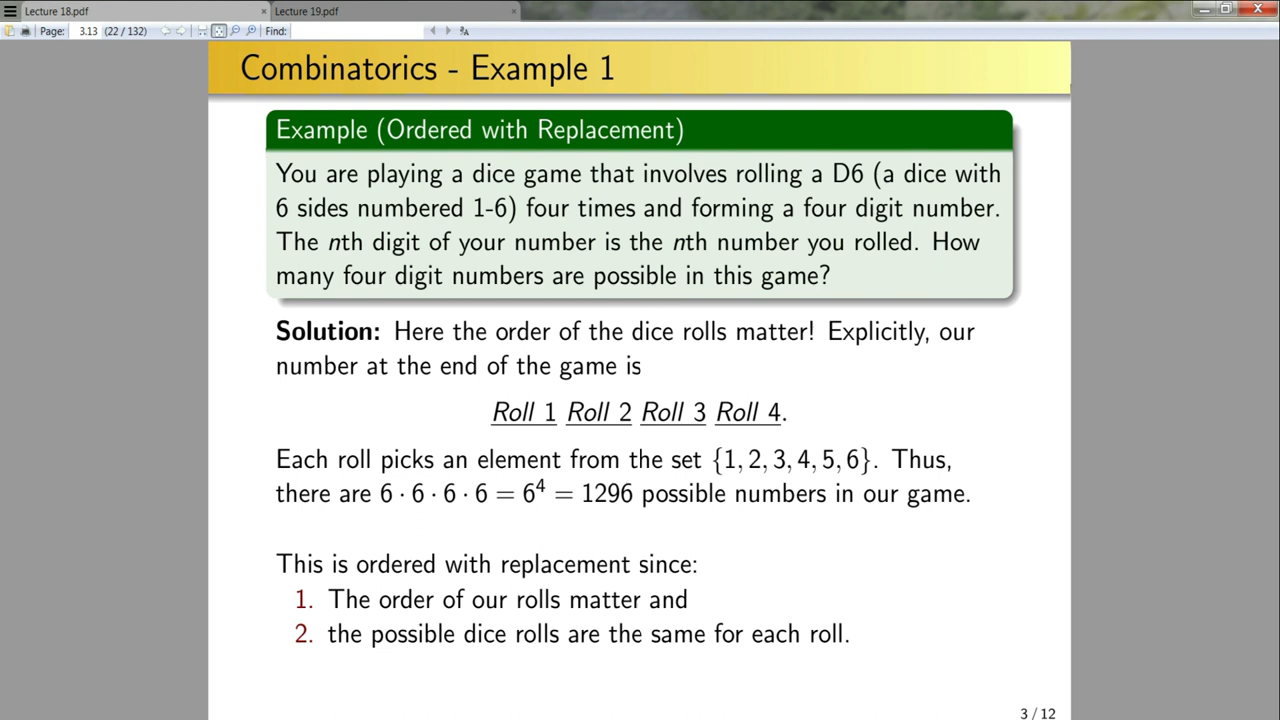 Lecture 18.pdf × Lecture 19.pdf ×
Page: 3.13 (22 / 132) Find:
Combinatorics - Example 1
Example (Ordered with Replacement)
You are playing a dice game that involves rolling a D6 (a dice with
6 sides numbered 1-6) four times and forming a four digit number.
The nth digit of your number is the nth number you rolled. How
many four digit numbers are possible in this game?
Solution: Here the order of the dice rolls matter! Explicitly, our
number at the end of the game is
Roll 1 Roll 2 Roll 3 Roll 4.
Each roll picks an element from the set {1, 2, 3, 4, 5, 6}. Thus,
there are 6 · 6 · 6 · 6 = 6⁴ = 1296 possible numbers in our game.
This is ordered with replacement since:
1. The order of our rolls matter and
2. the possible dice rolls are the same for each roll.
3 / 12